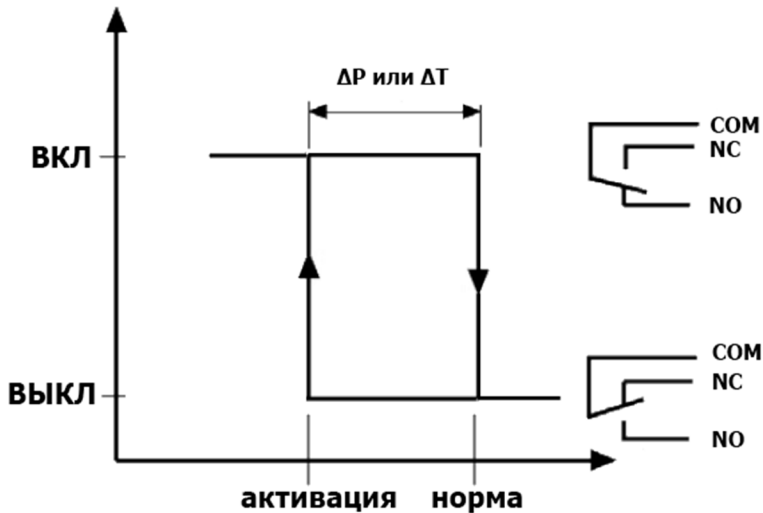 ΔP или ΔT
ВКЛ
COM
NC
NO
ВЫКЛ
COM
NC
NO
активация норма